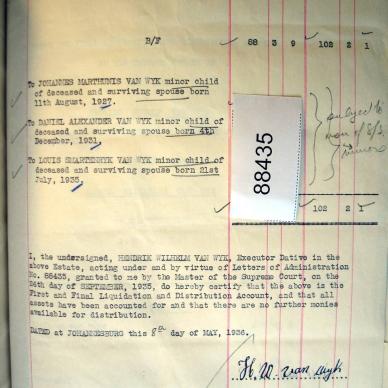 B/F 88 3 9 102 2 1
To JOHANNES MARTHUNIS VAN WYK minor child
of deceased and surviving spouse born
11th August, 1927.
To DANIEL ALEXANDER VAN WYK minor child of
deceased and surviving spouse born 4th
December, 1931.
To LOUIS VAN WYK minor child of
deceased and surviving spouse born 21st
July, 1935.
subject to
minors
88435
102 2 1
I, the undersigned, HENDRIK WILHELM VAN WYK, Executor Dative in the
above Estate, acting under and by virtue of Letters of Administration
No. 88435, granted to me by the Master of the Supreme Court, on the
24th day of SEPTEMBER, 1935, do hereby certify that the above is the
First and Final Liquidation and Distribution Account, and that all
assets have been accounted for and that there are no further monies
available for distribution.
DATED at JOHANNESBURG this 8th day of MAY, 1936.
H. W. van Wyk